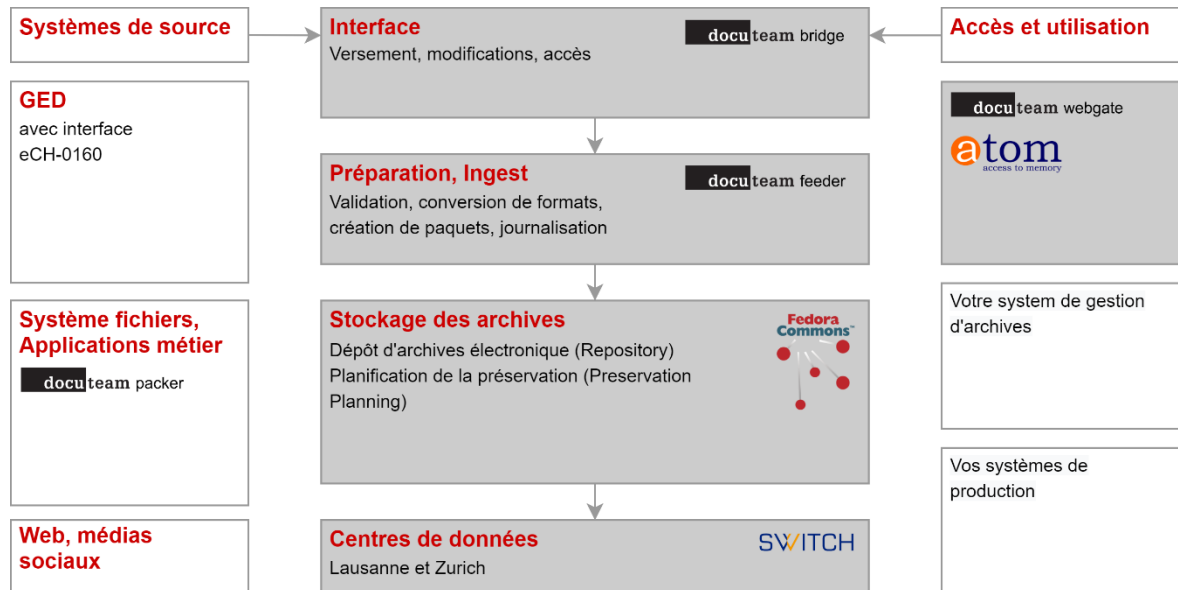 Systèmes de source
GED
avec interface
eCH-0160
Système fichiers,
Applications métier
docuteam packer
Web, médias
sociaux
Interface
docuteam bridge
Versement, modifications, accès
Préparation, Ingest
docuteam feeder
Validation, conversion de formats,
création de paquets, journalisation
Stockage des archives
Fedora
Commons™
Dépôt d'archives électronique (Repository)
Planification de la préservation (Preservation
Planning)
Centres de données
SWITCH
Lausanne et Zurich
Accès et utilisation
docuteam webgate
atom
access to memory
Votre system de gestion
d'archives
Vos systèmes de
production